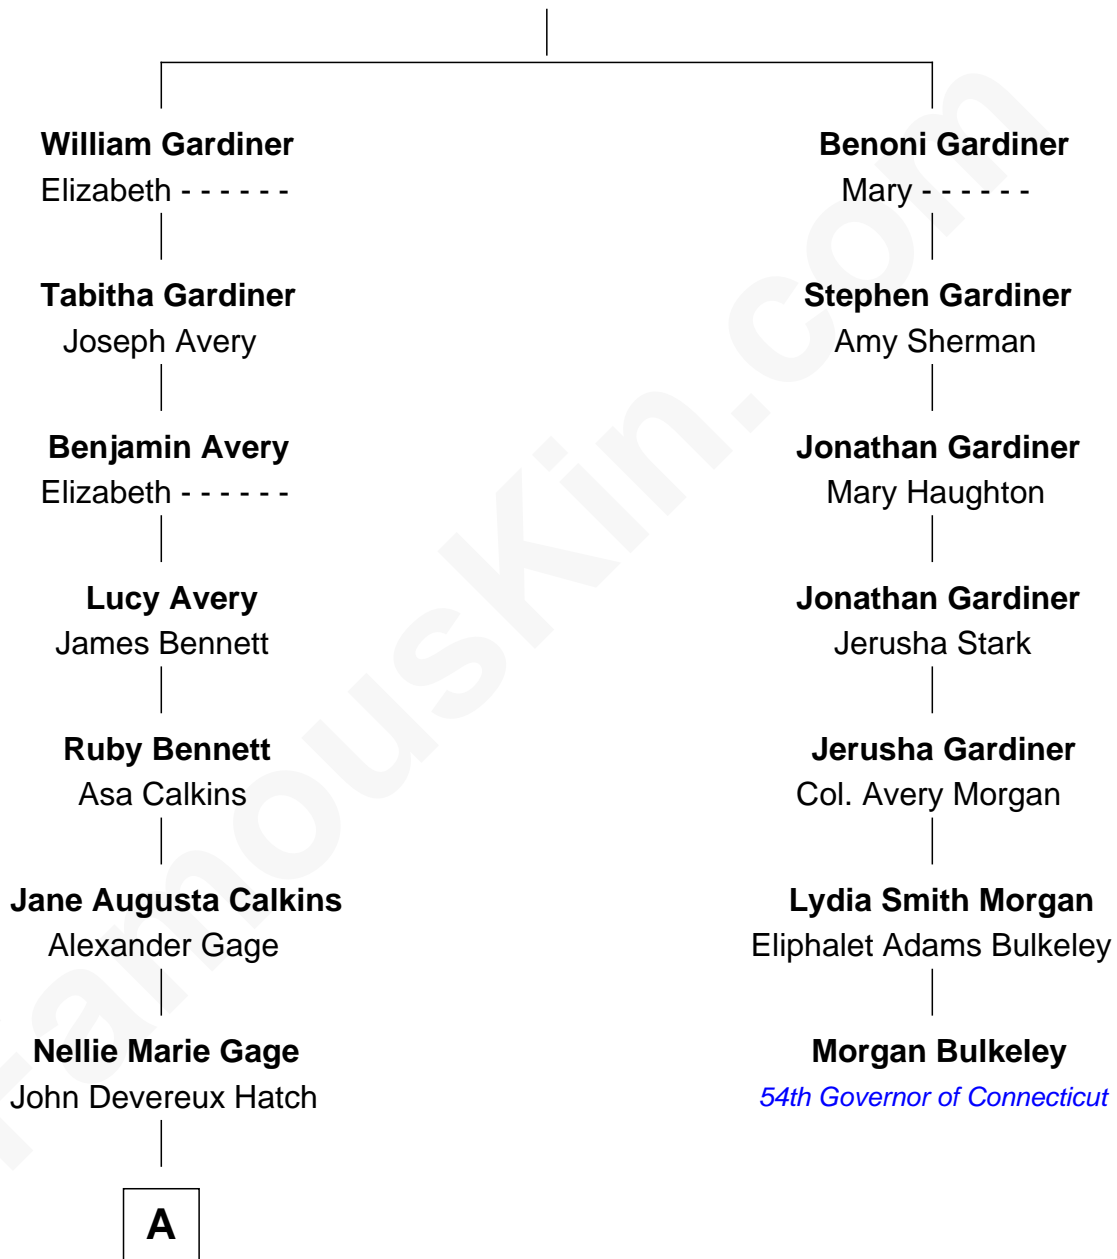 William Gardiner
Elizabeth - - - - - -
Tabitha Gardiner
Joseph Avery
Benjamin Avery
Elizabeth - - - - - -
Lucy Avery
James Bennett
Ruby Bennett
Asa Calkins
Jane Augusta Calkins
Alexander Gage
Nellie Marie Gage
John Devereux Hatch
A
Benoni Gardiner
Mary - - - - - -
Stephen Gardiner
Amy Sherman
Jonathan Gardiner
Mary Haughton
Jonathan Gardiner
Jerusha Stark
Jerusha Gardiner
Col. Avery Morgan
Lydia Smith Morgan
Eliphalet Adams Bulkeley
Morgan Bulkeley
54th Governor of Connecticut
FamousKin.com